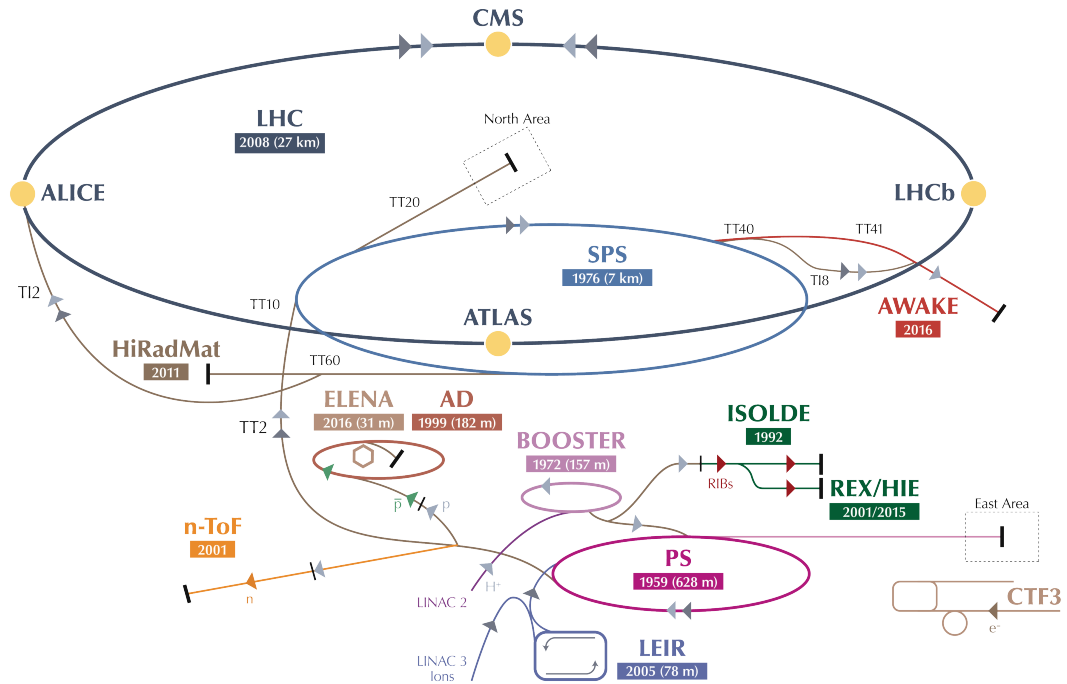 CMS
LHC
2008 (27 km)
North Area
ALICE
LHCb
TT20
TT40
TT41
SPS
1976 (7 km)
TI2
TI8
TT10
AWAKE
2016
ATLAS
HiRadMat
2011
TT60
ELENA
2016 (31 m)
AD
1999 (182 m)
TT2
BOOSTER
1972 (157 m)
ISOLDE
1992
RIBs
REX/HIE
2001/2015
p̅
p
East Area
n-ToF
2001
n
PS
1959 (628 m)
H+
LINAC 2
CTF3
e-
LEIR
2005 (78 m)
LINAC 3
Ions